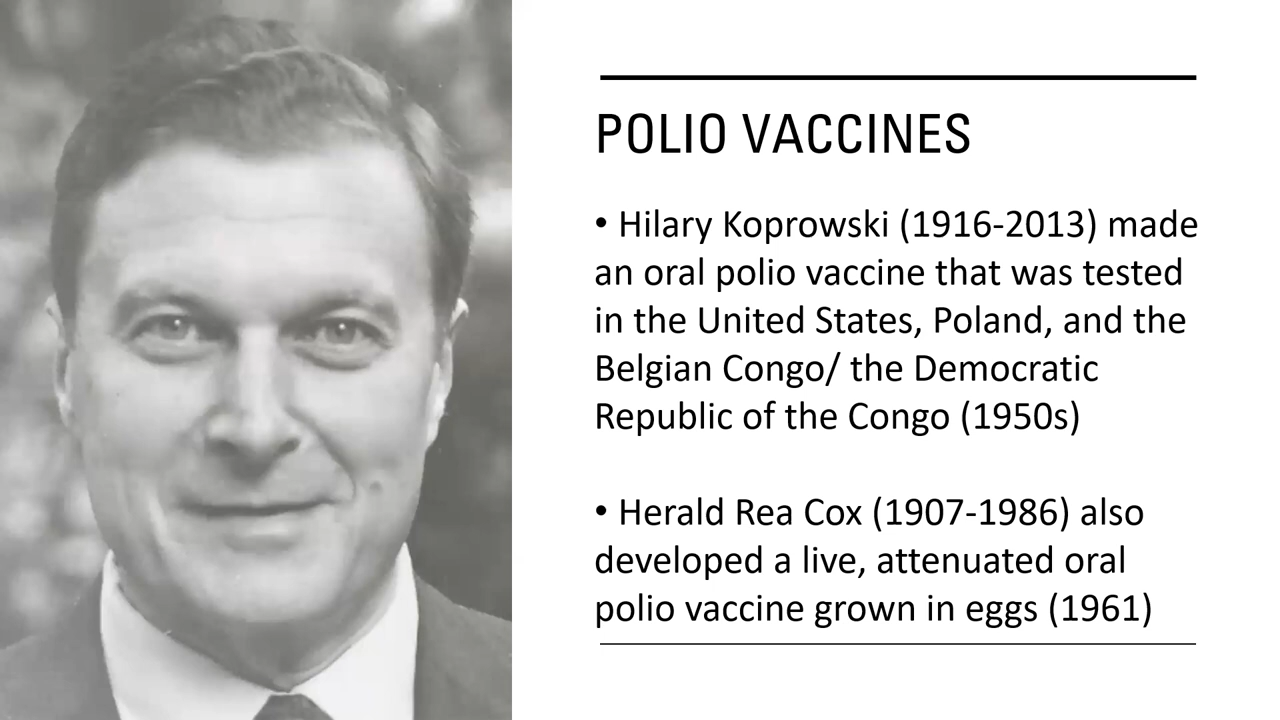 POLIO VACCINES
• Hilary Koprowski (1916-2013) made
an oral polio vaccine that was tested
in the United States, Poland, and the
Belgian Congo/ the Democratic
Republic of the Congo (1950s)
• Herald Rea Cox (1907-1986) also
developed a live, attenuated oral
polio vaccine grown in eggs (1961)